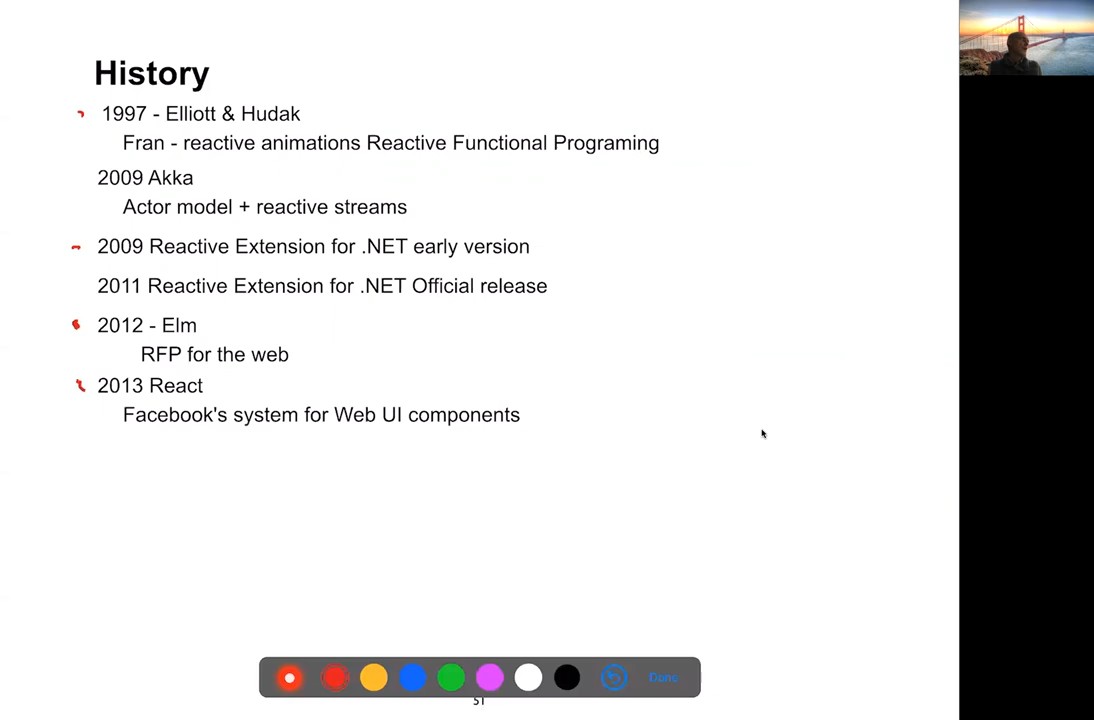 History
1997 - Elliott & Hudak
Fran - reactive animations Reactive Functional Programing
2009 Akka
Actor model + reactive streams
2009 Reactive Extension for .NET early version
2011 Reactive Extension for .NET Official release
2012 - Elm
RFP for the web
2013 React
Facebook's system for Web UI components
Done
51